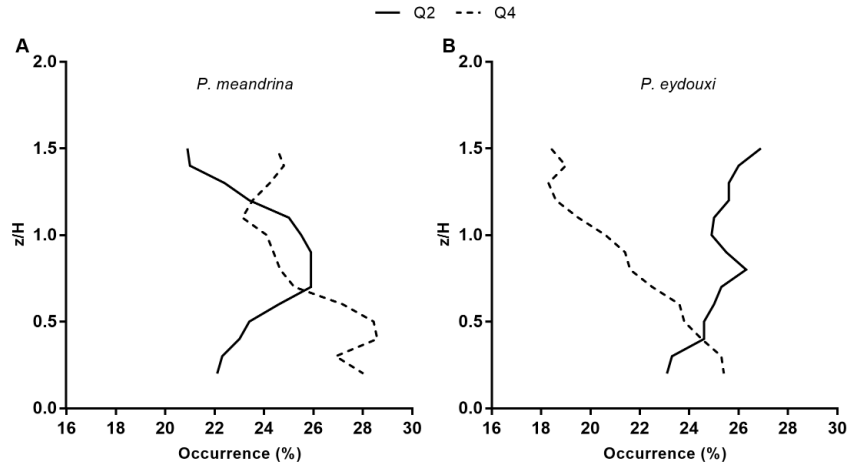 Q2 Q4
A B
P. meandrina P. eydouxi
z/H z/H
2.0 2.0
1.5 1.5
1.0 1.0
0.5 0.5
0.0 0.0
16 18 20 22 24 26 28 30 16 18 20 22 24 26 28 30
Occurrence (%) Occurrence (%)